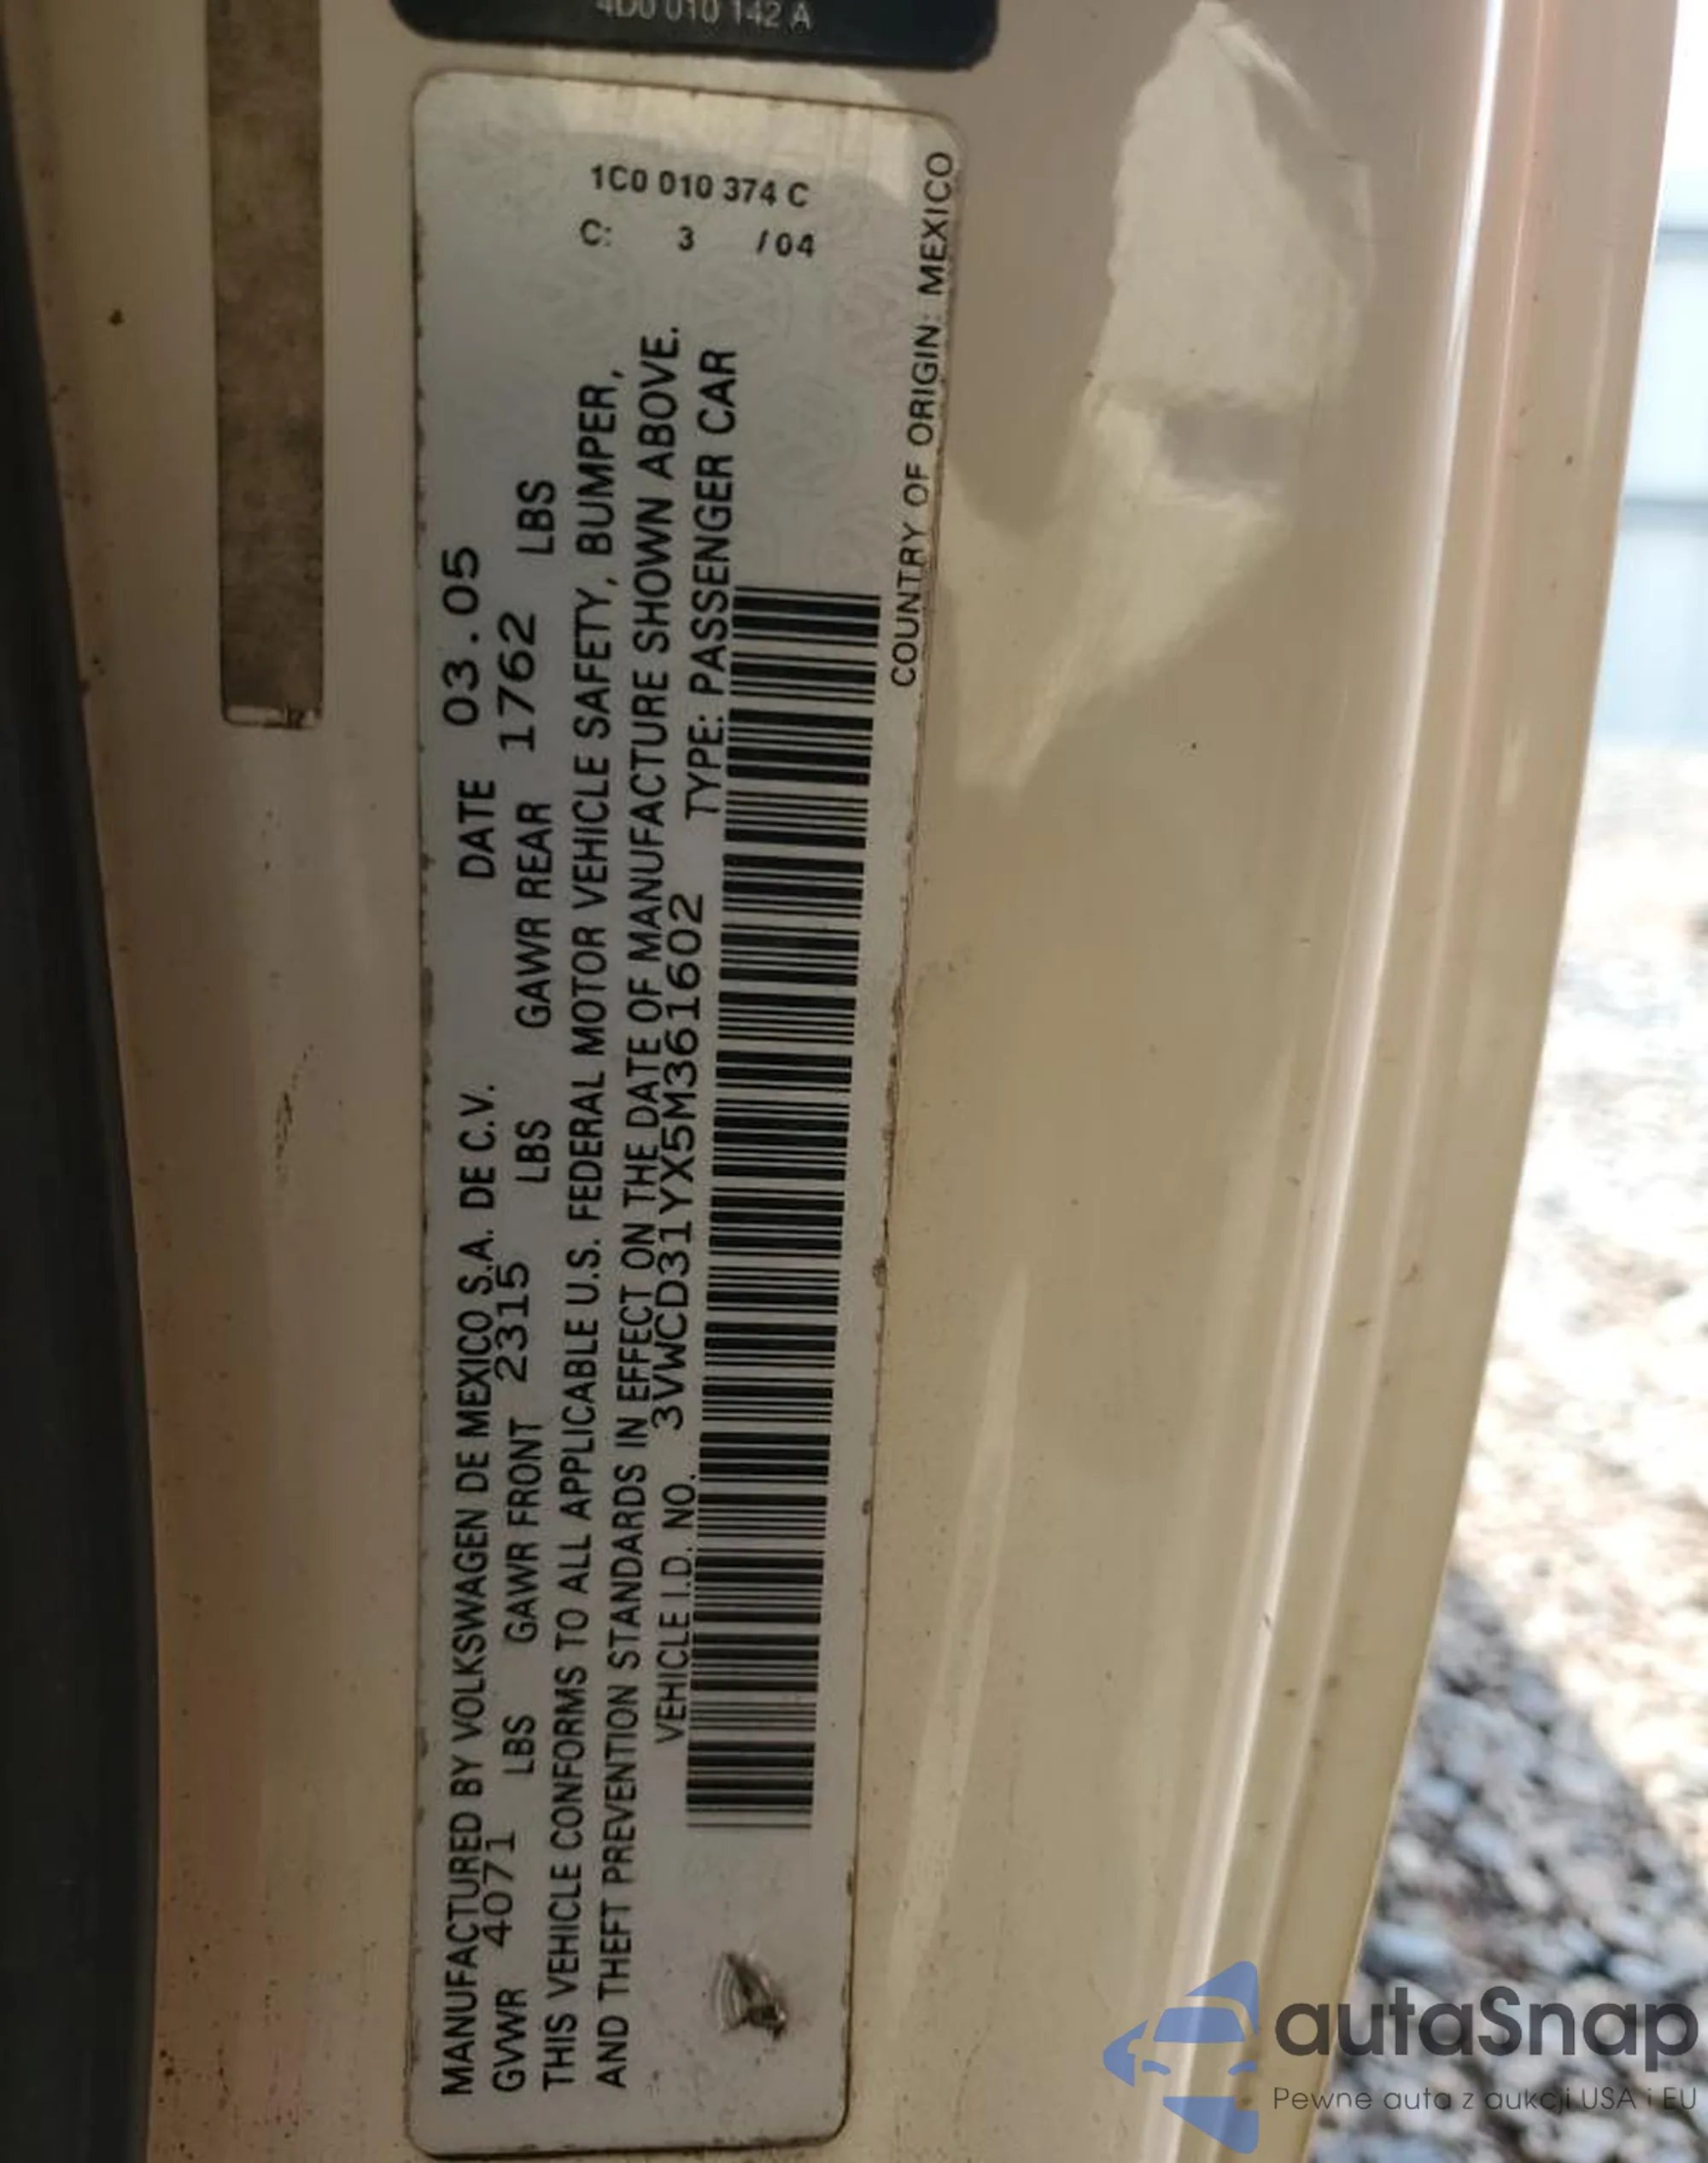 4D0 010 142 A
1C0 010 374 C
C: 3 /04
MANUFACTURED BY VOLKSWAGEN DE MEXICO S.A. DE C.V. DATE 03.05
GVWR 4071 LBS GAWR FRONT 2315 LBS GAWR REAR 1762 LBS
THIS VEHICLE CONFORMS TO ALL APPLICABLE U.S. FEDERAL MOTOR VEHICLE SAFETY, BUMPER,
AND THEFT PREVENTION STANDARDS IN EFFECT ON THE DATE OF MANUFACTURE SHOWN ABOVE.
VEHICLE I.D. NO. 3VWCD31YX5M361602 TYPE: PASSENGER CAR
COUNTRY OF ORIGIN: MEXICO
autaSnap
Pewne auta z aukcji USA i EU